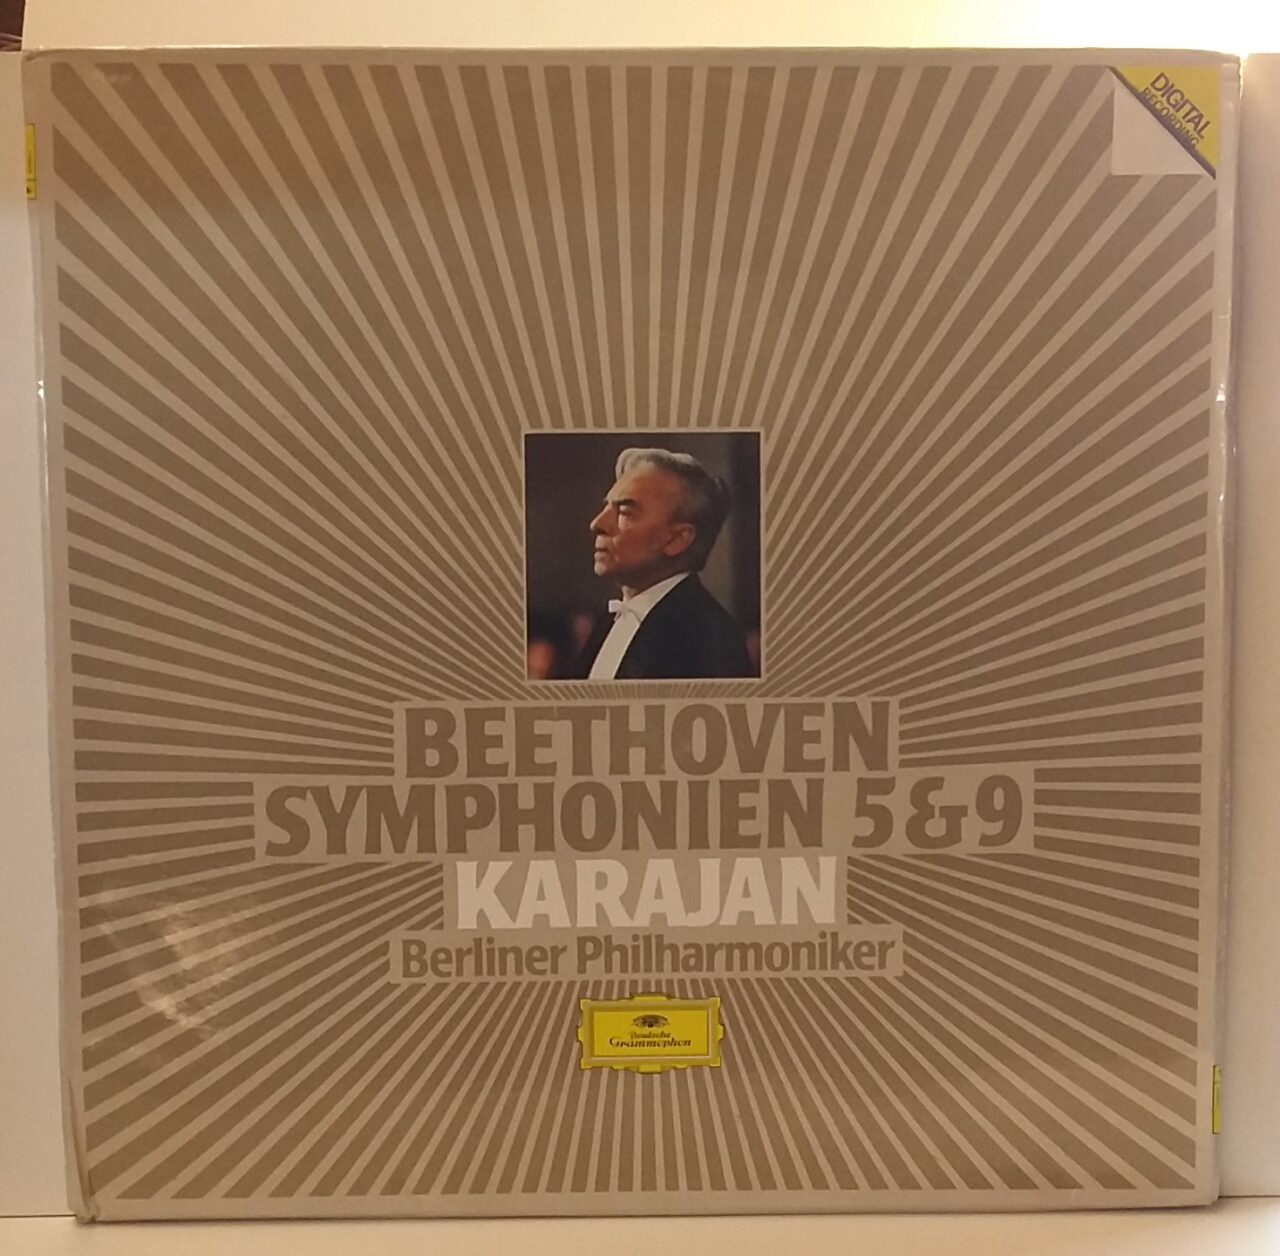 DIGITAL
RECORDING
BEETHOVEN
SYMPHONIEN 5&9
KARAJAN
Berliner Philharmoniker
Deutsche
Grammophon